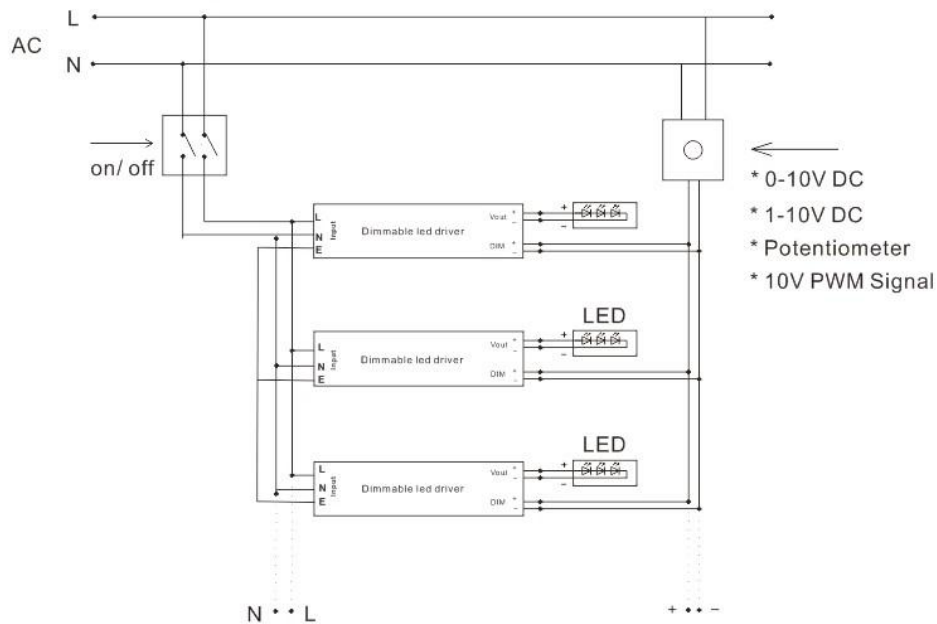 L
AC
N
on/ off
* 0-10V DC
* 1-10V DC
* Potentiometer
* 10V PWM Signal
L
N
E
Input
Dimmable led driver
Vout + −
DIM + −
+
−
LED
L
N
E
Input
Dimmable led driver
Vout + −
DIM + −
+
−
LED
L
N
E
Input
Dimmable led driver
Vout + −
DIM + −
+
−
N L
+ −